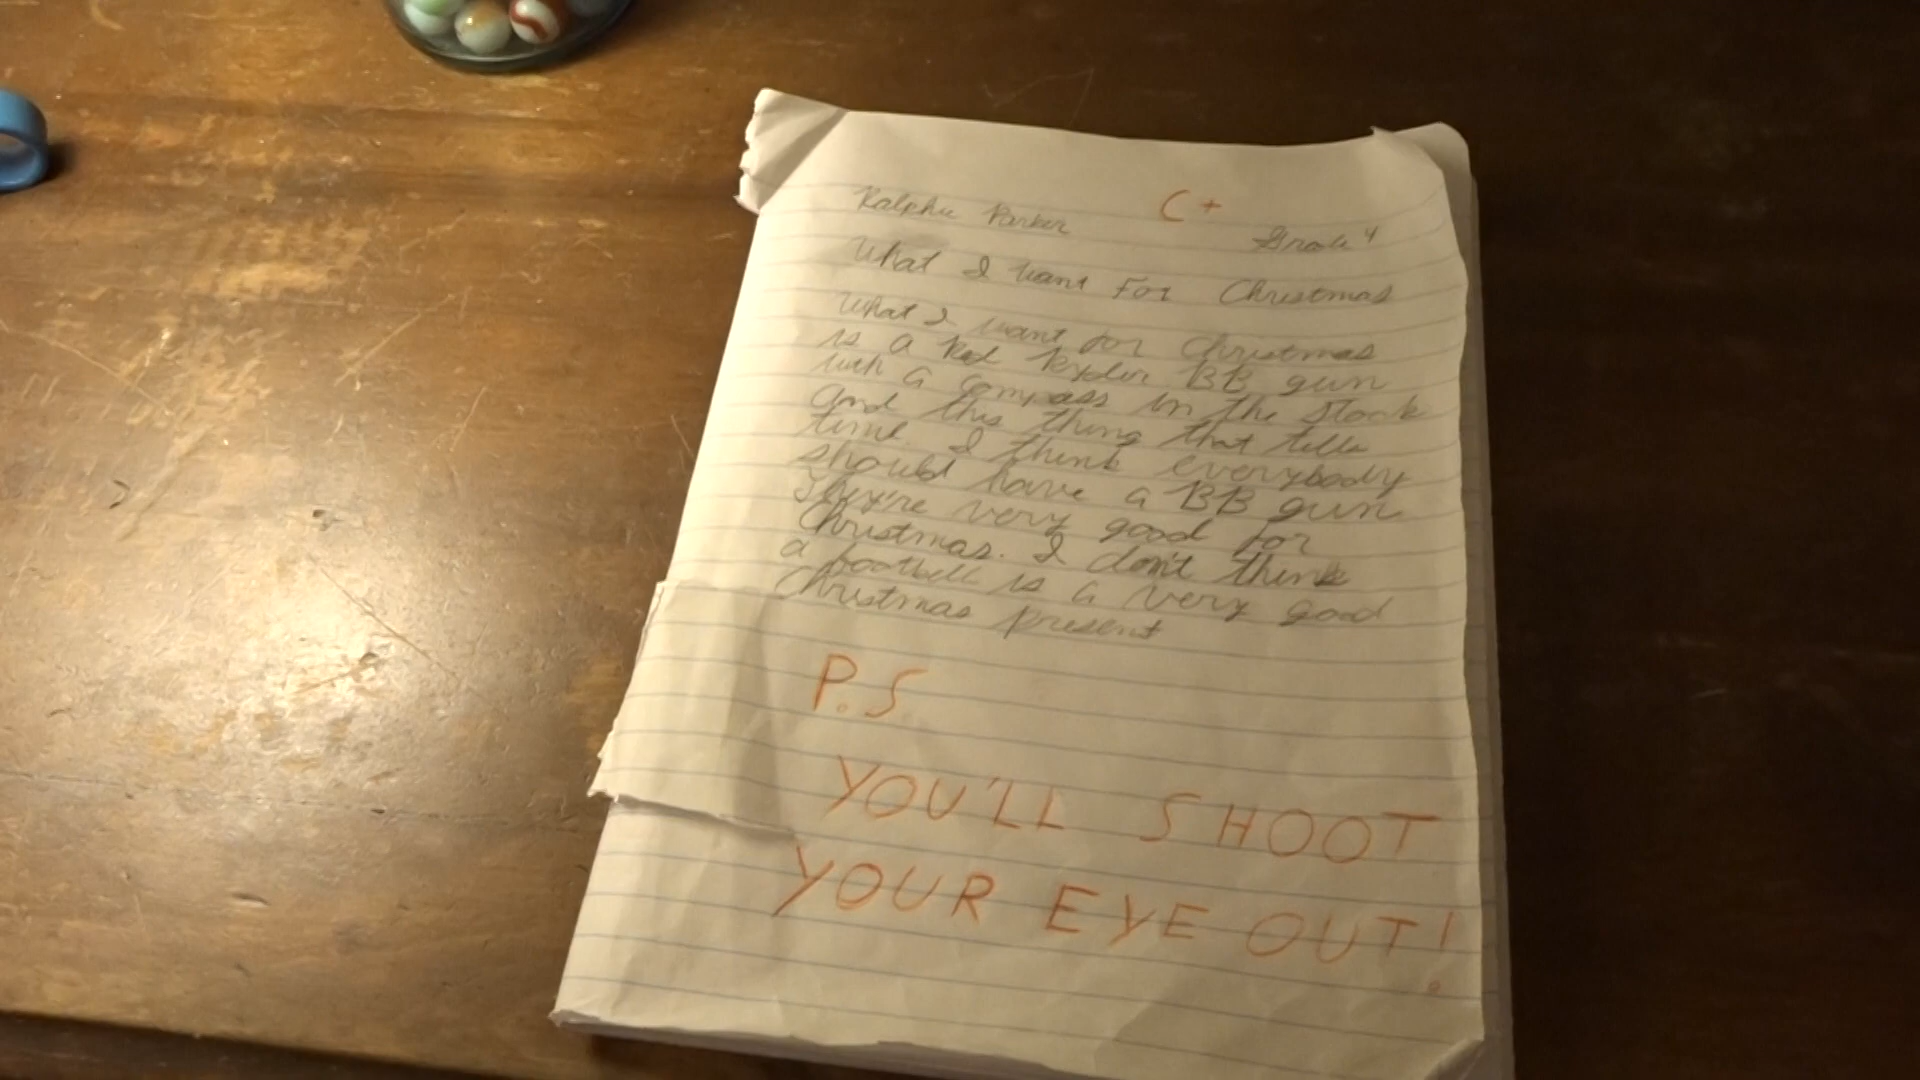 Ralphie Parker C+ Grade 4
What I want For Christmas
What I want for Christmas
is a Red Ryder BB gun
with a compass in the stock
and this thing that tells
time. I think everybody
should have a BB gun
They're very good for
Christmas. I don't think
a football is a very good
Christmas present
P.S.
YOU'LL SHOOT
YOUR EYE OUT!